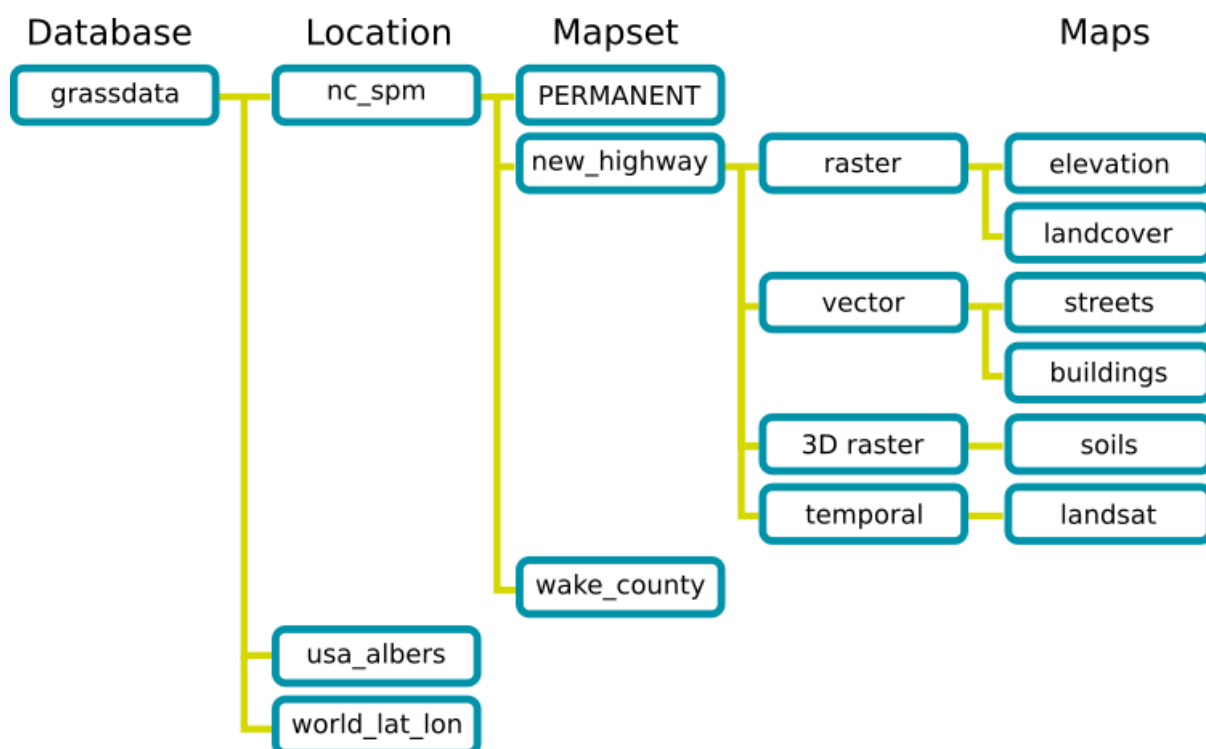 Database Location Mapset Maps
grassdata nc_spm PERMANENT
new_highway raster elevation
landcover
vector streets
buildings
3D raster soils
temporal landsat
wake_county
usa_albers
world_lat_lon